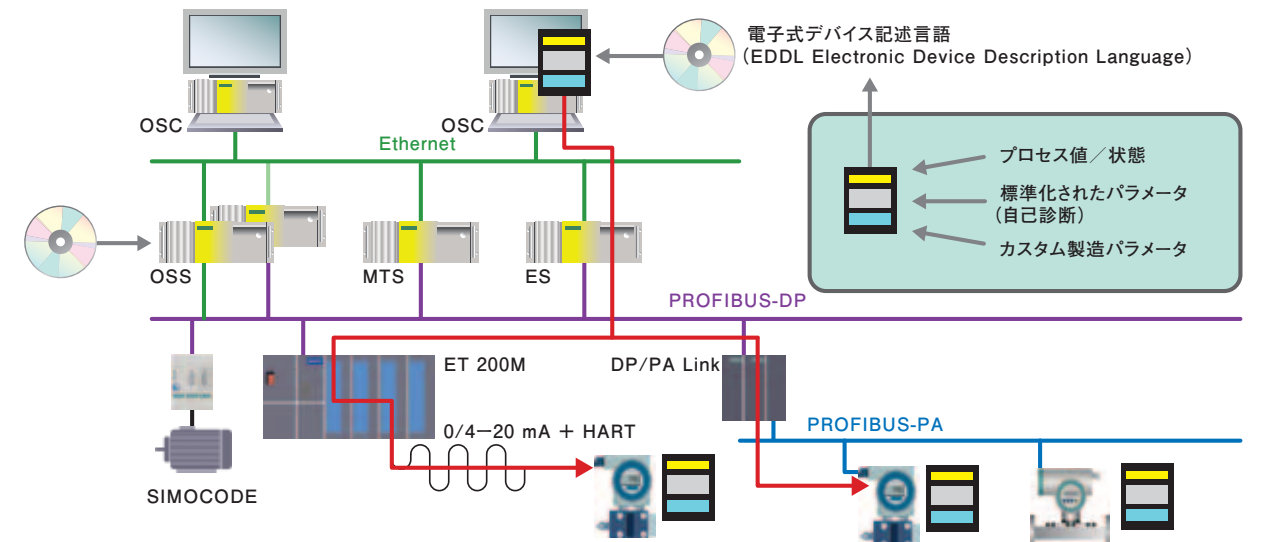 電子式デバイス記述言語
(EDDL Electronic Device Description Language)
OSC
OSC
Ethernet
プロセス値／状態
標準化されたパラメータ
(自己診断)
カスタム製造パラメータ
OSS
MTS
ES
PROFIBUS-DP
ET 200M
DP/PA Link
0/4－20 mA + HART
PROFIBUS-PA
SIMOCODE